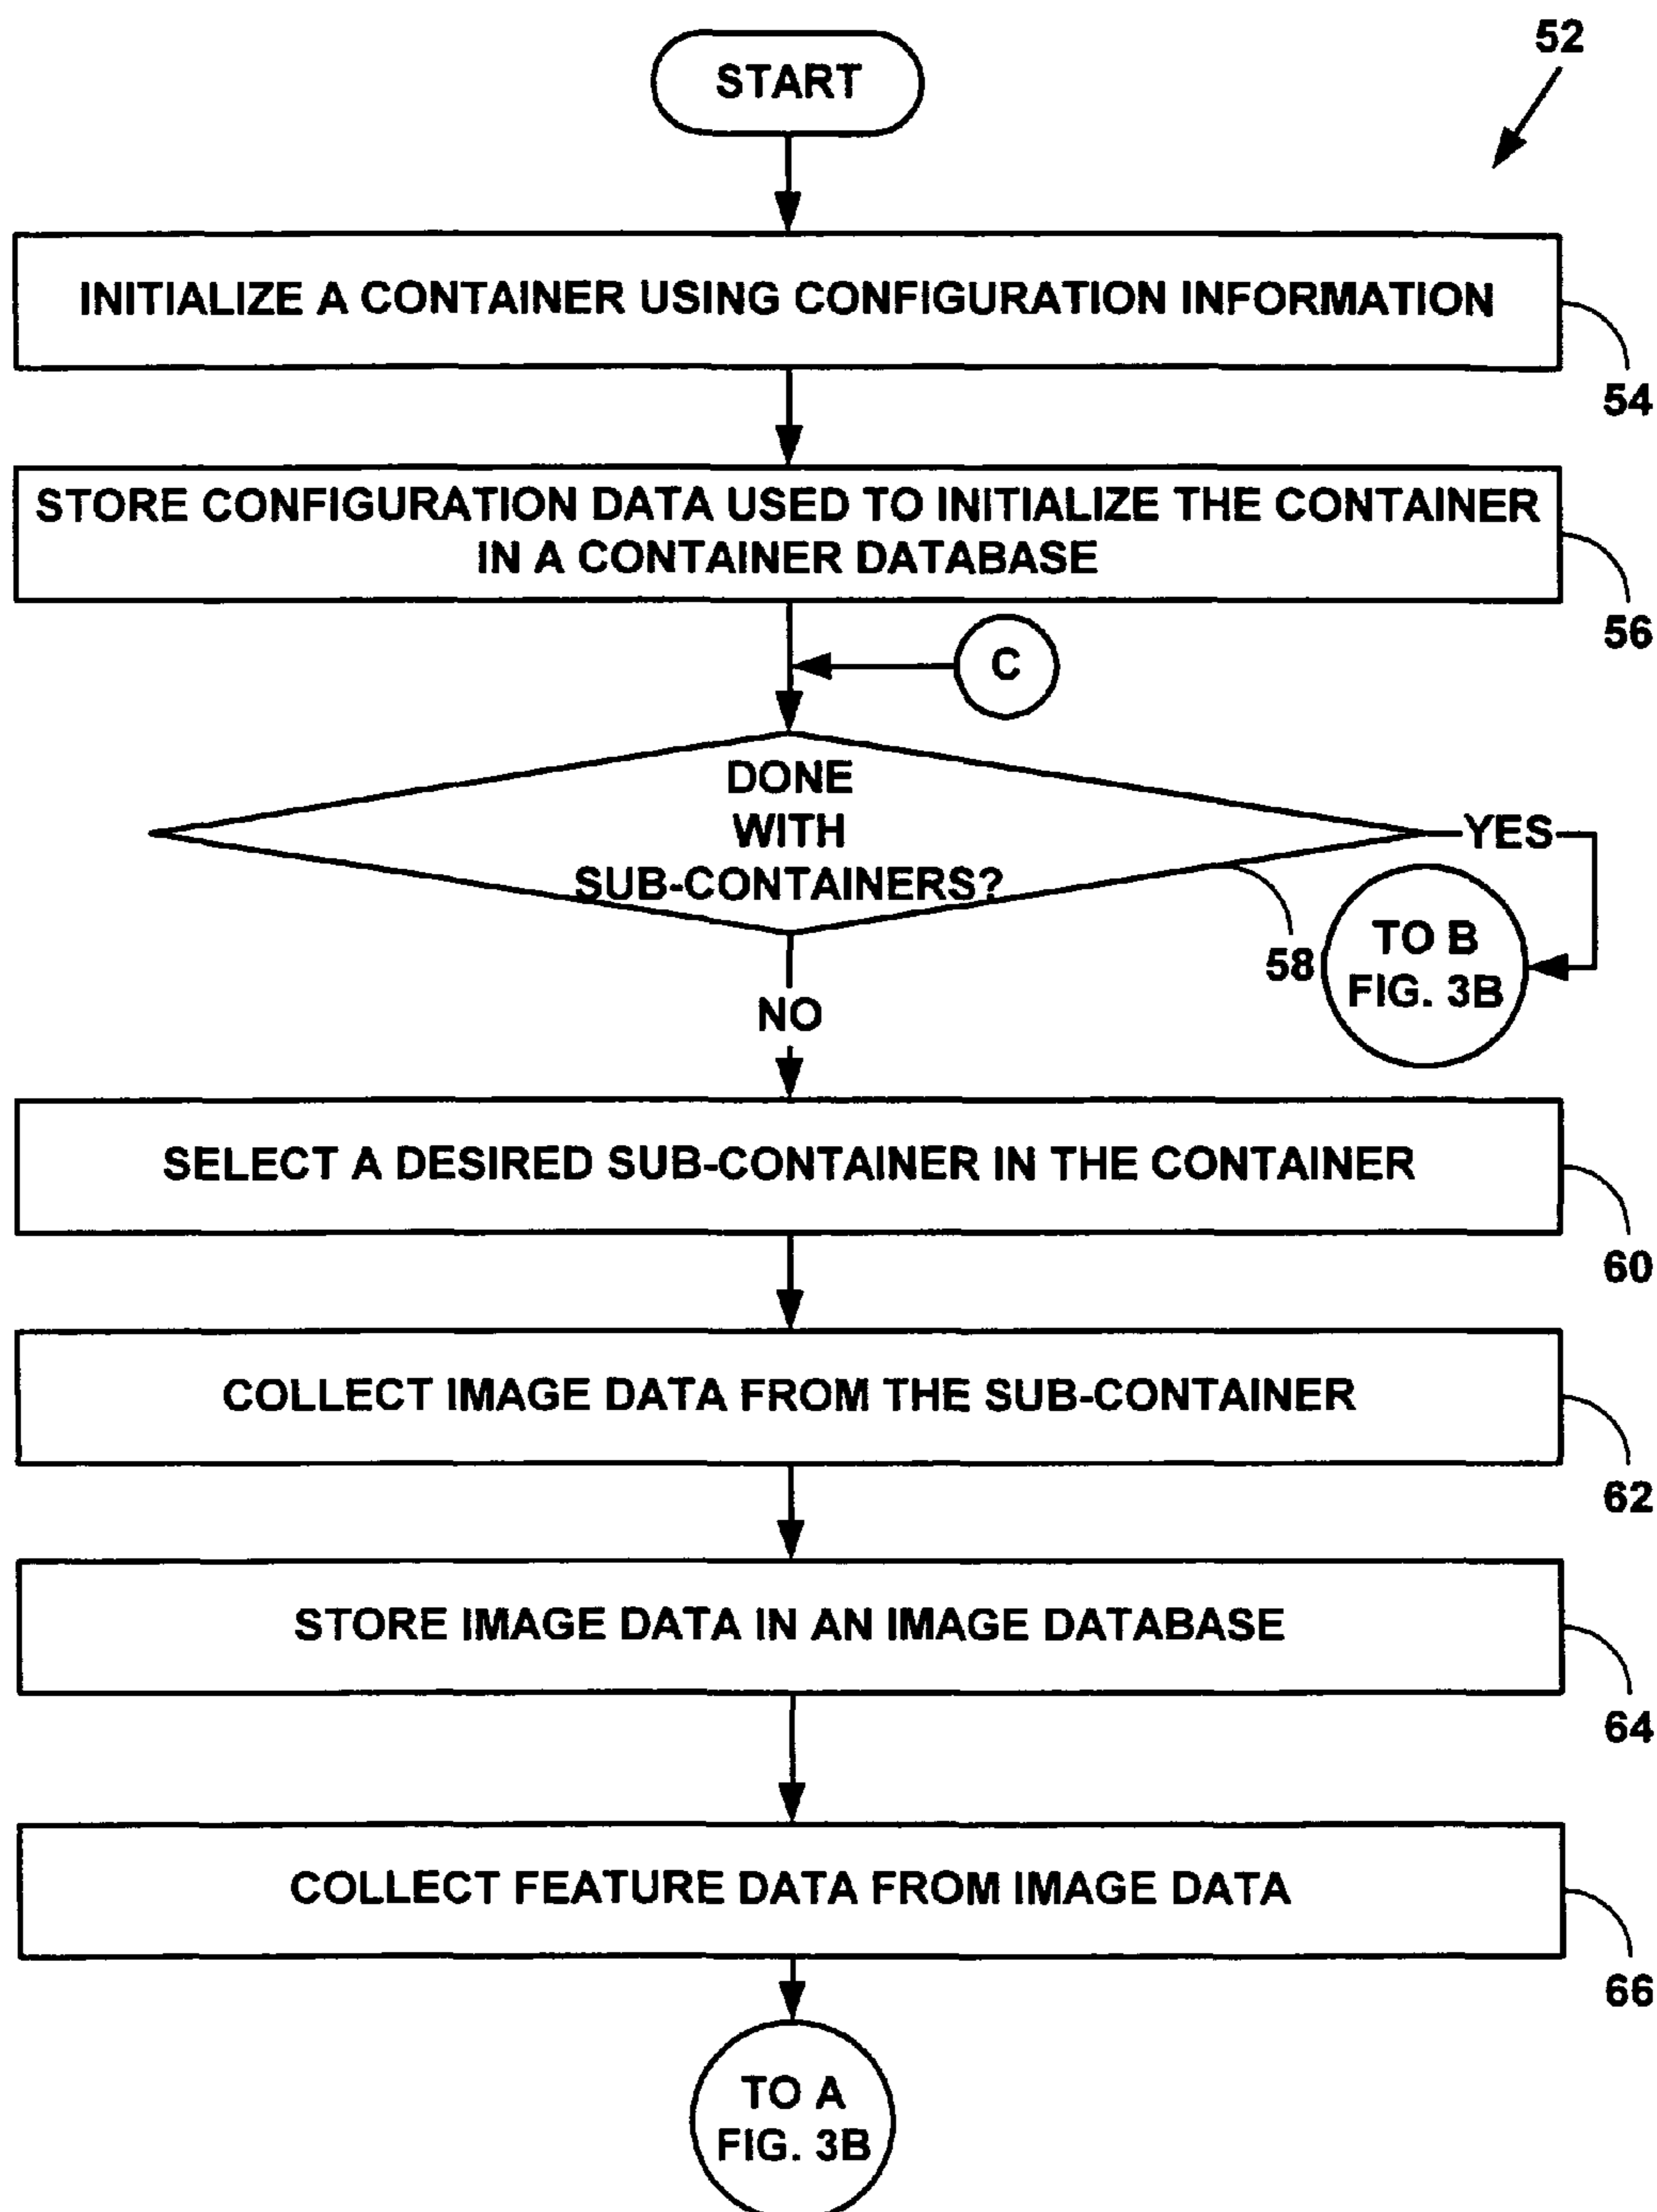 52
START
INITIALIZE A CONTAINER USING CONFIGURATION INFORMATION
54
STORE CONFIGURATION DATA USED TO INITIALIZE THE CONTAINER
IN A CONTAINER DATABASE
56
C
DONE
WITH
SUB-CONTAINERS?
YES
58
TO B
FIG. 3B
NO
SELECT A DESIRED SUB-CONTAINER IN THE CONTAINER
60
COLLECT IMAGE DATA FROM THE SUB-CONTAINER
62
STORE IMAGE DATA IN AN IMAGE DATABASE
64
COLLECT FEATURE DATA FROM IMAGE DATA
66
TO A
FIG. 3B